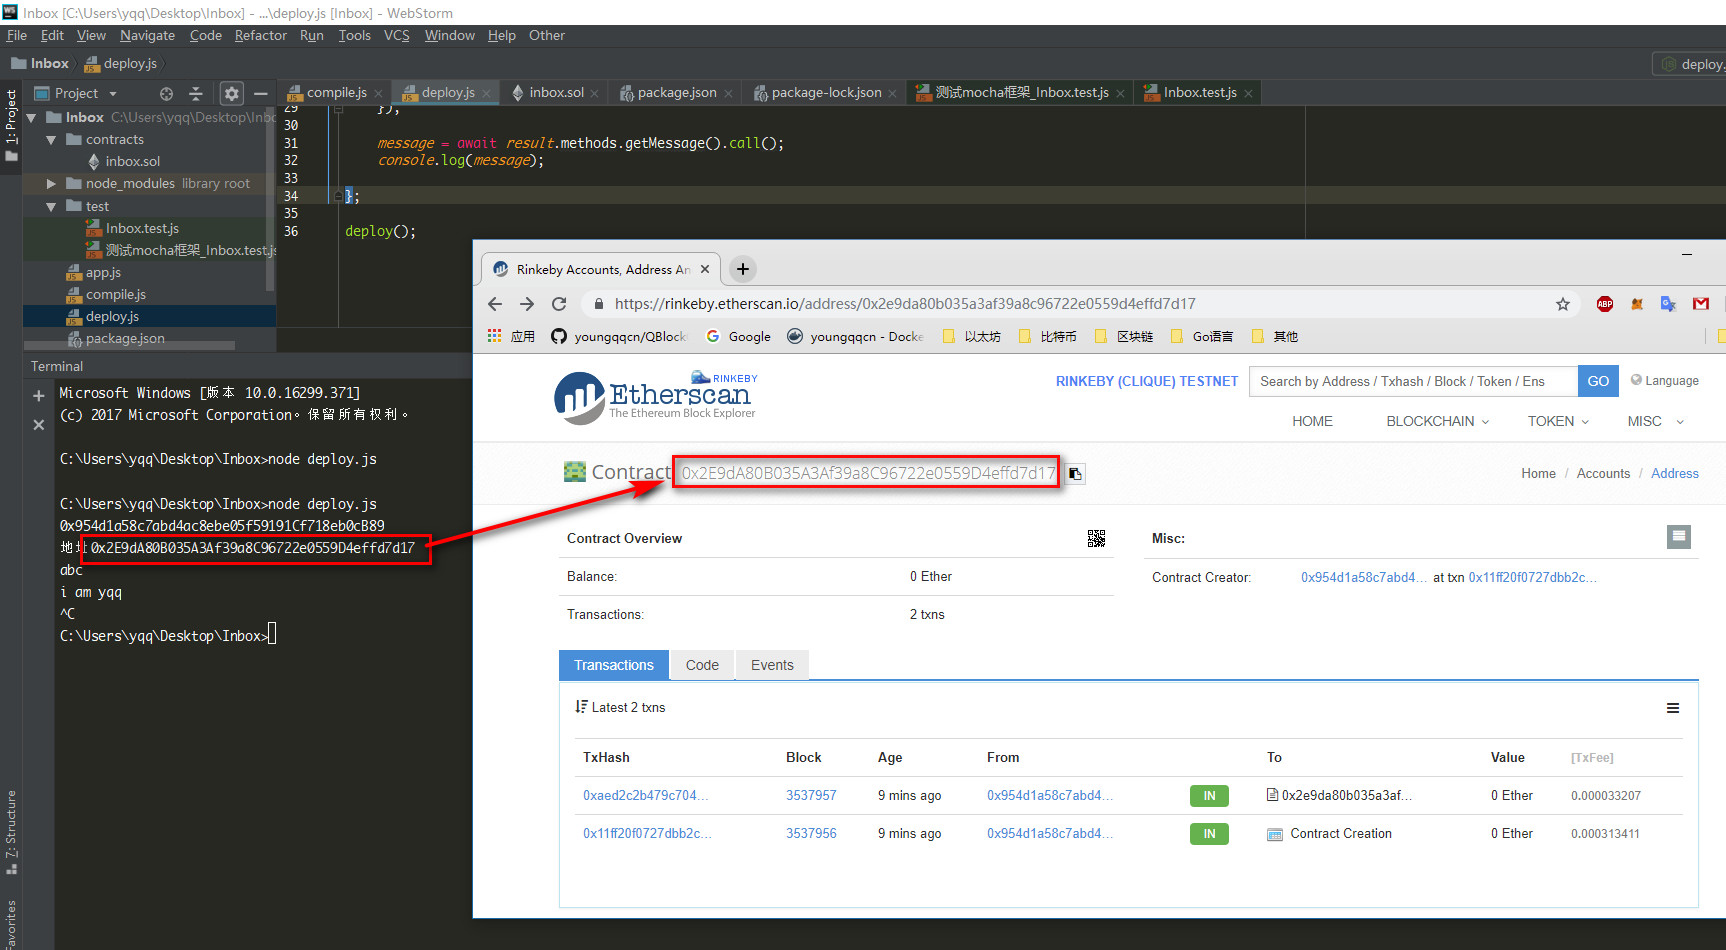 Inbox [C:\Users\yqq\Desktop\Inbox] - ...\deploy.js [Inbox] - WebStorm
File Edit View Navigate Code Refactor Run Tools VCS Window Help Other
Inbox deploy.js
deploy.
1: Project
Project
compile.js deploy.js inbox.sol package.json package-lock.json 测试mocha框架_Inbox.test.js Inbox.test.js
Inbox C:\Users\yqq\Desktop\Inbo
contracts
inbox.sol
node_modules library root
test
Inbox.test.js
测试mocha框架_Inbox.test.js
app.js
compile.js
deploy.js
package.json
29 });
30
31 message = await result.methods.getMessage().call();
32 console.log(message);
33
34 };
35
36 deploy();
Terminal
Microsoft Windows [版本 10.0.16299.371]
(c) 2017 Microsoft Corporation。保留所有权利。
C:\Users\yqq\Desktop\Inbox>node deploy.js
C:\Users\yqq\Desktop\Inbox>node deploy.js
0x954d1a58c7abd4ac8ebe05f59191Cf718eb0cB89
地址 0x2E9dA80B035A3Af39a8C96722e0559D4effd7d17
abc
i am yqq
^C
C:\Users\yqq\Desktop\Inbox>
7: Structure
Favorites
Rinkeby Accounts, Address An
https://rinkeby.etherscan.io/address/0x2e9da80b035a3af39a8c96722e0559d4effd7d17
ABP
应用 youngqqcn/QBlock Google youngqqcn - Docke 以太坊 比特币 区块链 Go语言 其他
RINKEBY
Etherscan
The Ethereum Block Explorer
RINKEBY (CLIQUE) TESTNET Search by Address / Txhash / Block / Token / Ens GO Language
HOME BLOCKCHAIN TOKEN MISC
Contract 0x2E9dA80B035A3Af39a8C96722e0559D4effd7d17
Home / Accounts / Address
Contract Overview
Balance: 0 Ether
Transactions: 2 txns
Misc:
Contract Creator: 0x954d1a58c7abd4... at txn 0x11ff20f0727dbb2c...
Transactions Code Events
Latest 2 txns
TxHash Block Age From To Value [TxFee]
0xaed2c2b479c704... 3537957 9 mins ago 0x954d1a58c7abd4... IN 0x2e9da80b035a3af... 0 Ether 0.000033207
0x11ff20f0727dbb2c... 3537956 9 mins ago 0x954d1a58c7abd4... IN Contract Creation 0 Ether 0.000313411